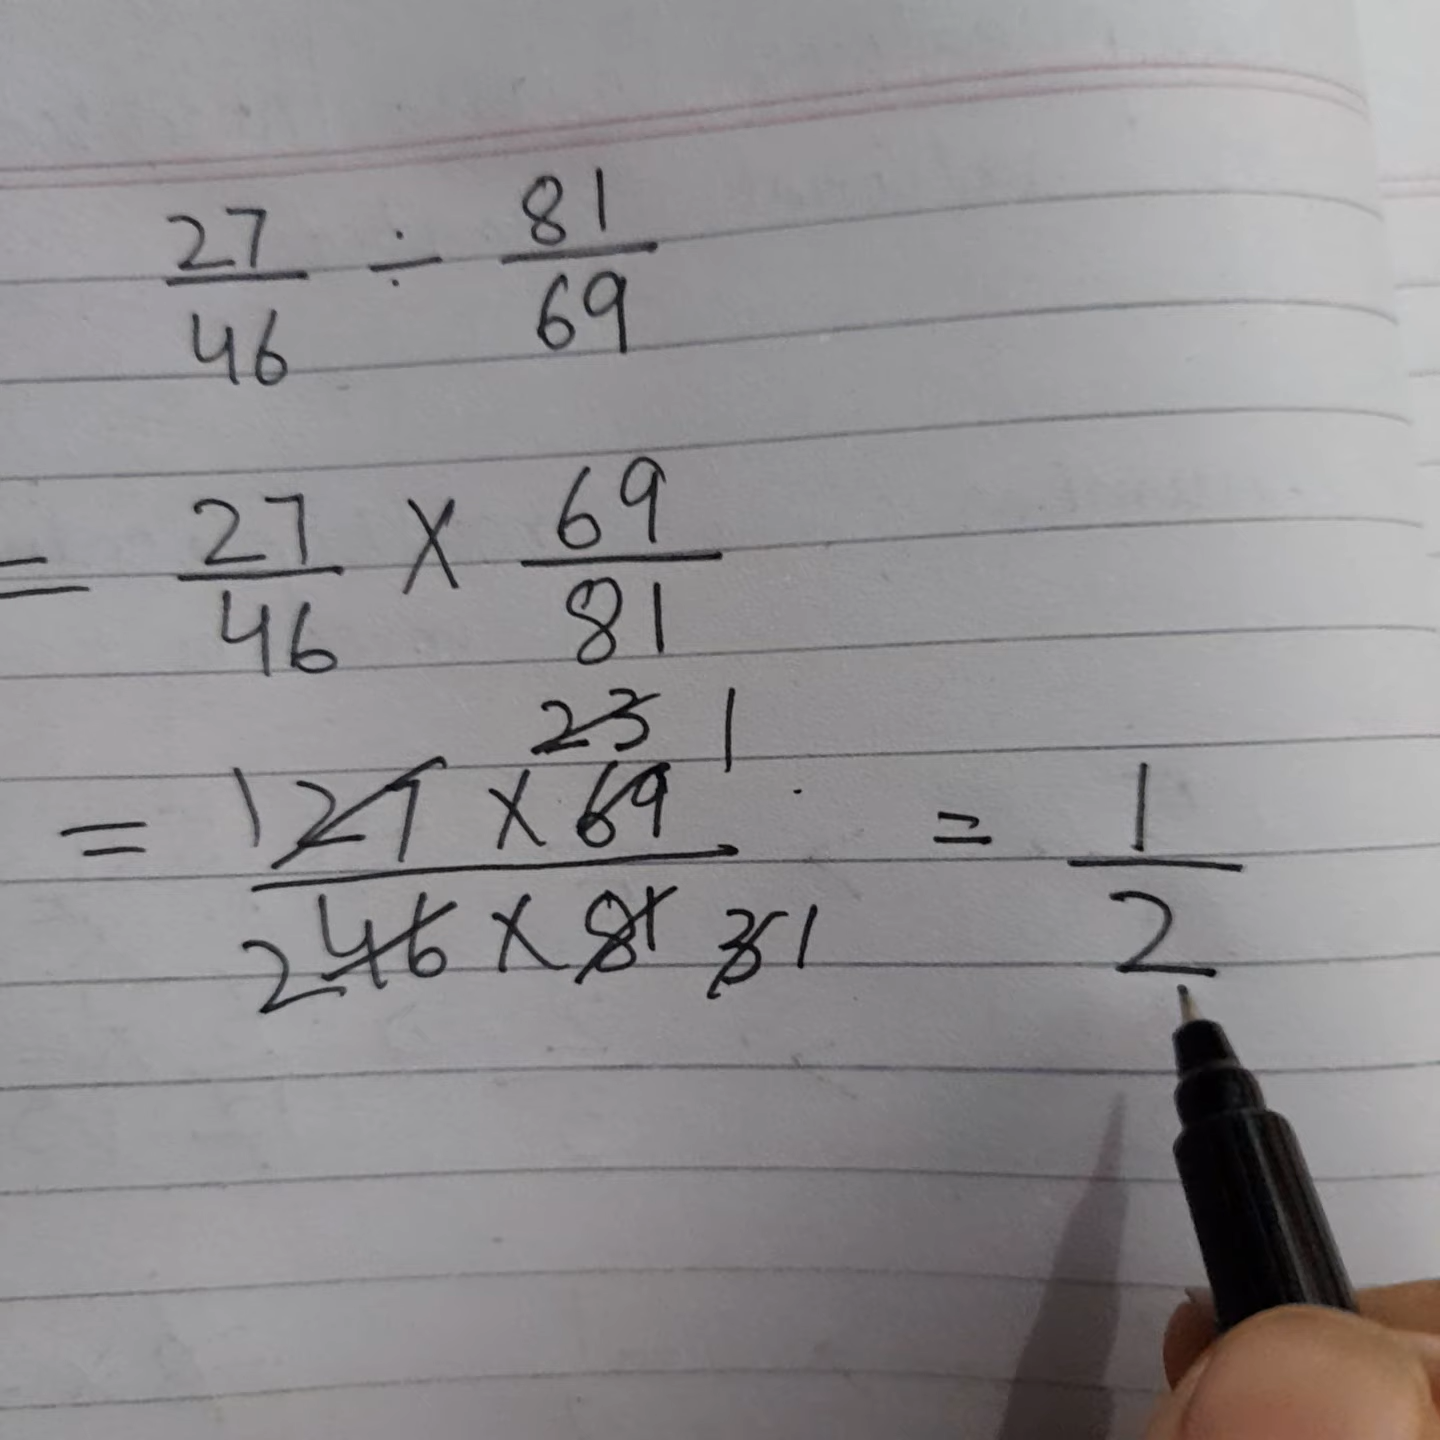 27/46 ÷ 81/69
= 27/46 × 69/81
23 1
= 1 27 × 69 / 2 46 × 81 3 1 = 1/2